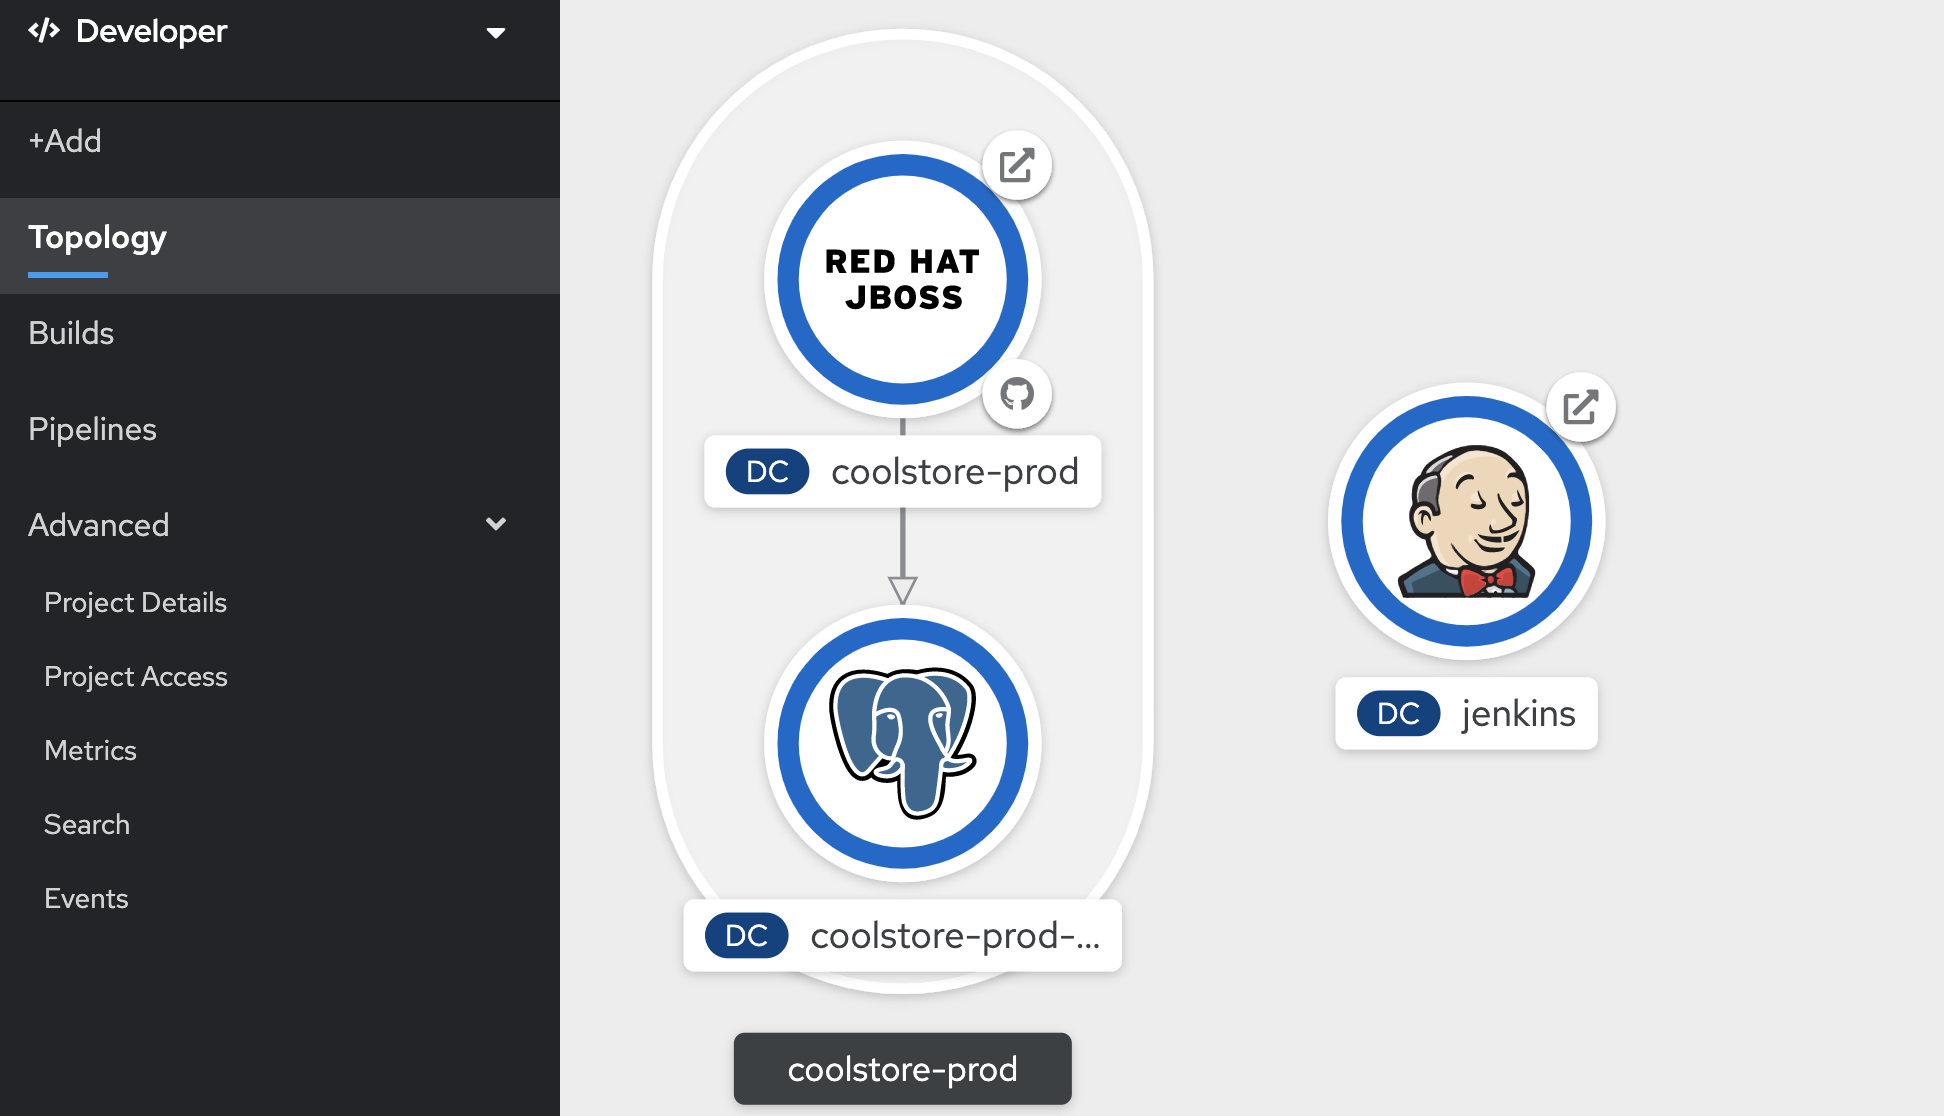 </> Developer
+Add
Topology
Builds
Pipelines
Advanced
Project Details
Project Access
Metrics
Search
Events
RED HAT
JBOSS
DC coolstore-prod
DC coolstore-prod-...
coolstore-prod
DC jenkins